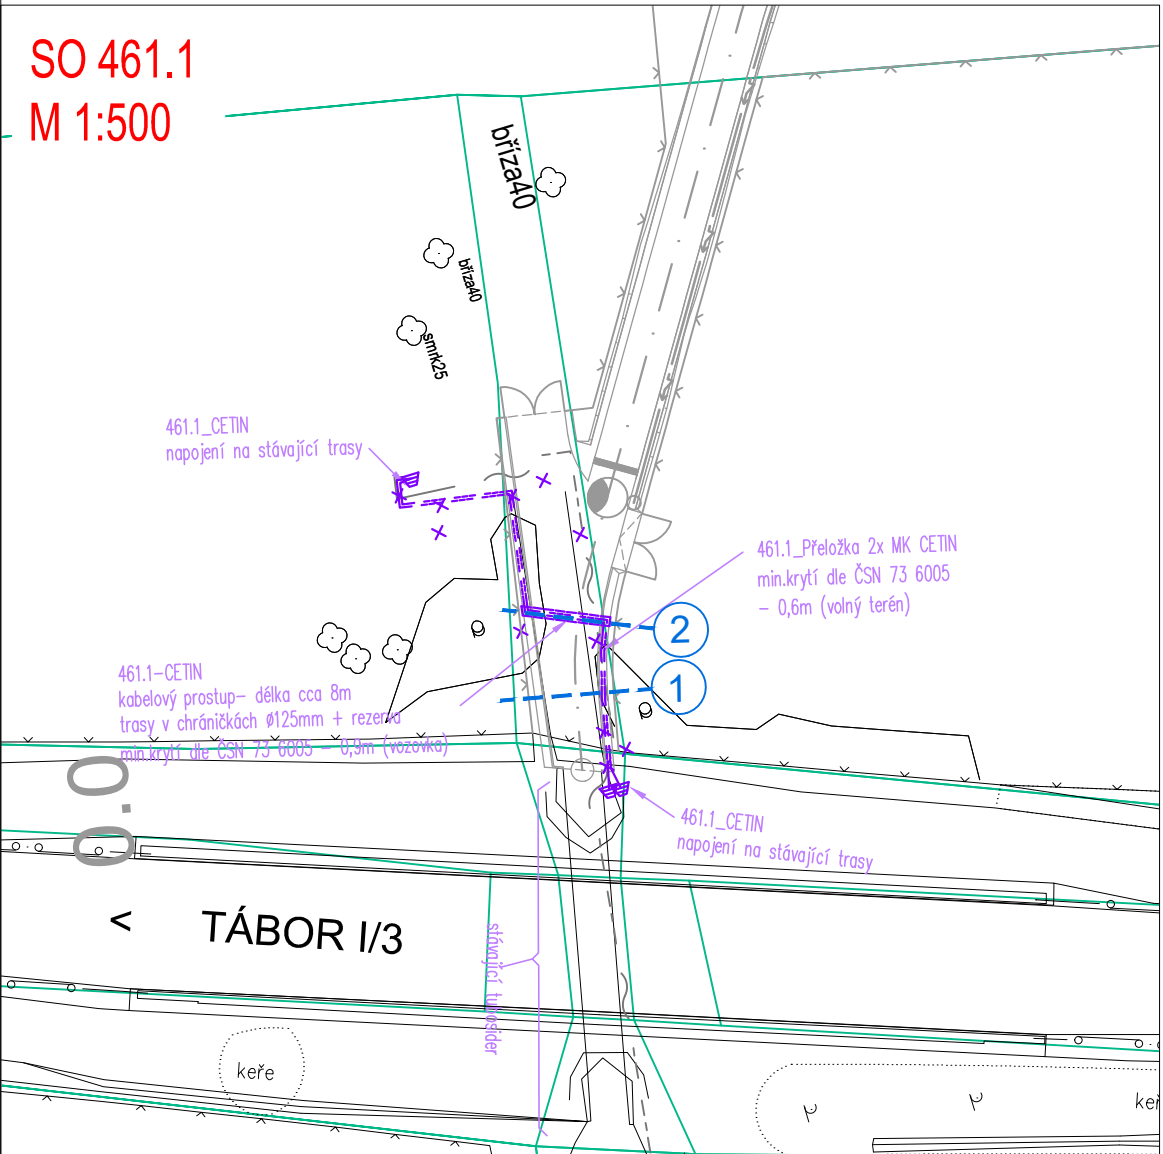 SO 461.1
M 1:500
bříza40
bříza40
smrk25
461.1_CETIN
napojení na stávající trasy
461.1_Přeložka 2x MK CETIN
min.krytí dle ČSN 73 6005
- 0,6m (volný terén)
2
1
461.1-CETIN
kabelový prostup- délka cca 8m
trasy v chráničkách ø125mm + rezerva
min.krytí dle ČSN 73 6005 - 0,9m (vozovka)
0.0
461.1_CETIN
napojení na stávající trasy
< TÁBOR I/3
stávající tubosider
keře
keř